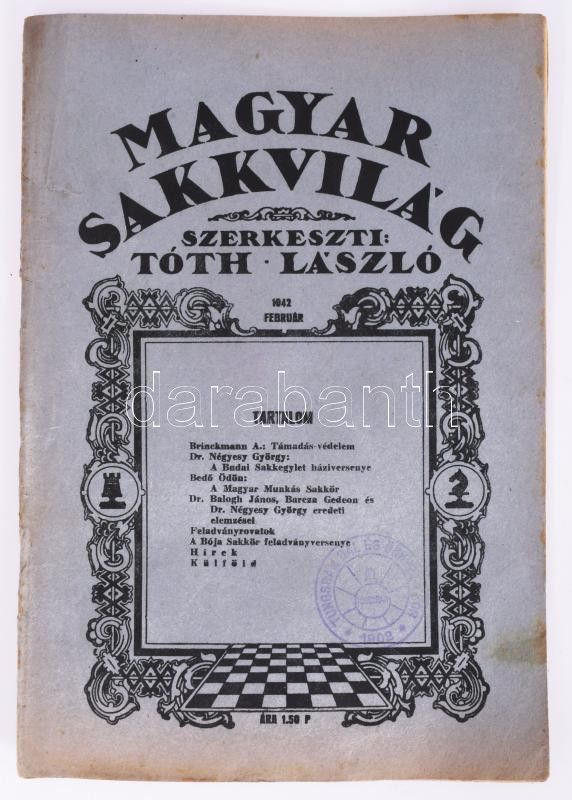 MAGYAR
SAKKVILÁG
SZERKESZTI:
TÓTH · LÁSZLÓ
1942
FEBRUÁR
darabanth
TARTALOM
Brinckmann A.: Támadás-védelem
Dr. Négyesy György:
A Budai Sakkegylet háziversenye
Bedő Ödön:
A Magyar Munkás Sakkör
Dr. Balogh János, Barcza Gedeon és
Dr. Négyesy György eredeti
elemzései
Feladványrovatok
A Bója Sakkör feladványversenye
Hírek
Külföld
TUNGSRAM
1902
ÁRA 1.50 P